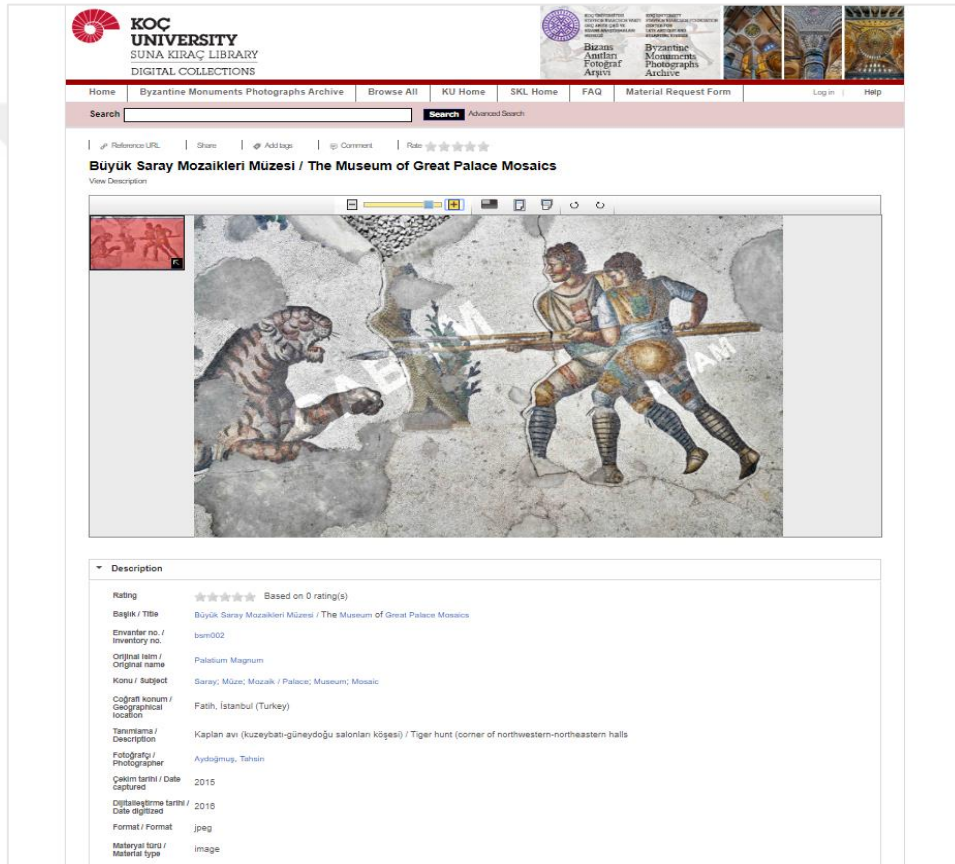 KOÇ
UNIVERSITY
SUNA KIRAÇ LIBRARY
DIGITAL COLLECTIONS
Bizans
Anıtları
Fotoğraf
Arşivi
Byzantine
Monuments
Photographs
Archive
Home Byzantine Monuments Photographs Archive Browse All KU Home SKL Home FAQ Material Request Form Log in | Help
Search Search Advanced Search
Reference URL Share Add tags Comment Rate
Büyük Saray Mozaikleri Müzesi / The Museum of Great Palace Mosaics
View Description
Description
Rating Based on 0 rating(s)
Başlık / Title Büyük Saray Mozaikleri Müzesi / The Museum of Great Palace Mosaics
Envanter no. /
Inventory no. bsm002
Orijinal isim /
Original name Palatium Magnum
Konu / Subject Saray; Müze; Mozaik / Palace; Museum; Mosaic
Coğrafi konum /
Geographical
location Fatih, İstanbul (Turkey)
Tanımlama /
Description Kaplan avı (kuzeybatı-güneydoğu salonları köşesi) / Tiger hunt (corner of northwestern-northeastern halls
Fotoğrafçı /
Photographer Aydoğmuş, Tahsin
Çekim tarihi / Date
captured 2015
Dijitalleştirme tarihi /
Date digitized 2016
Format / Format jpeg
Materyal türü /
Material type image